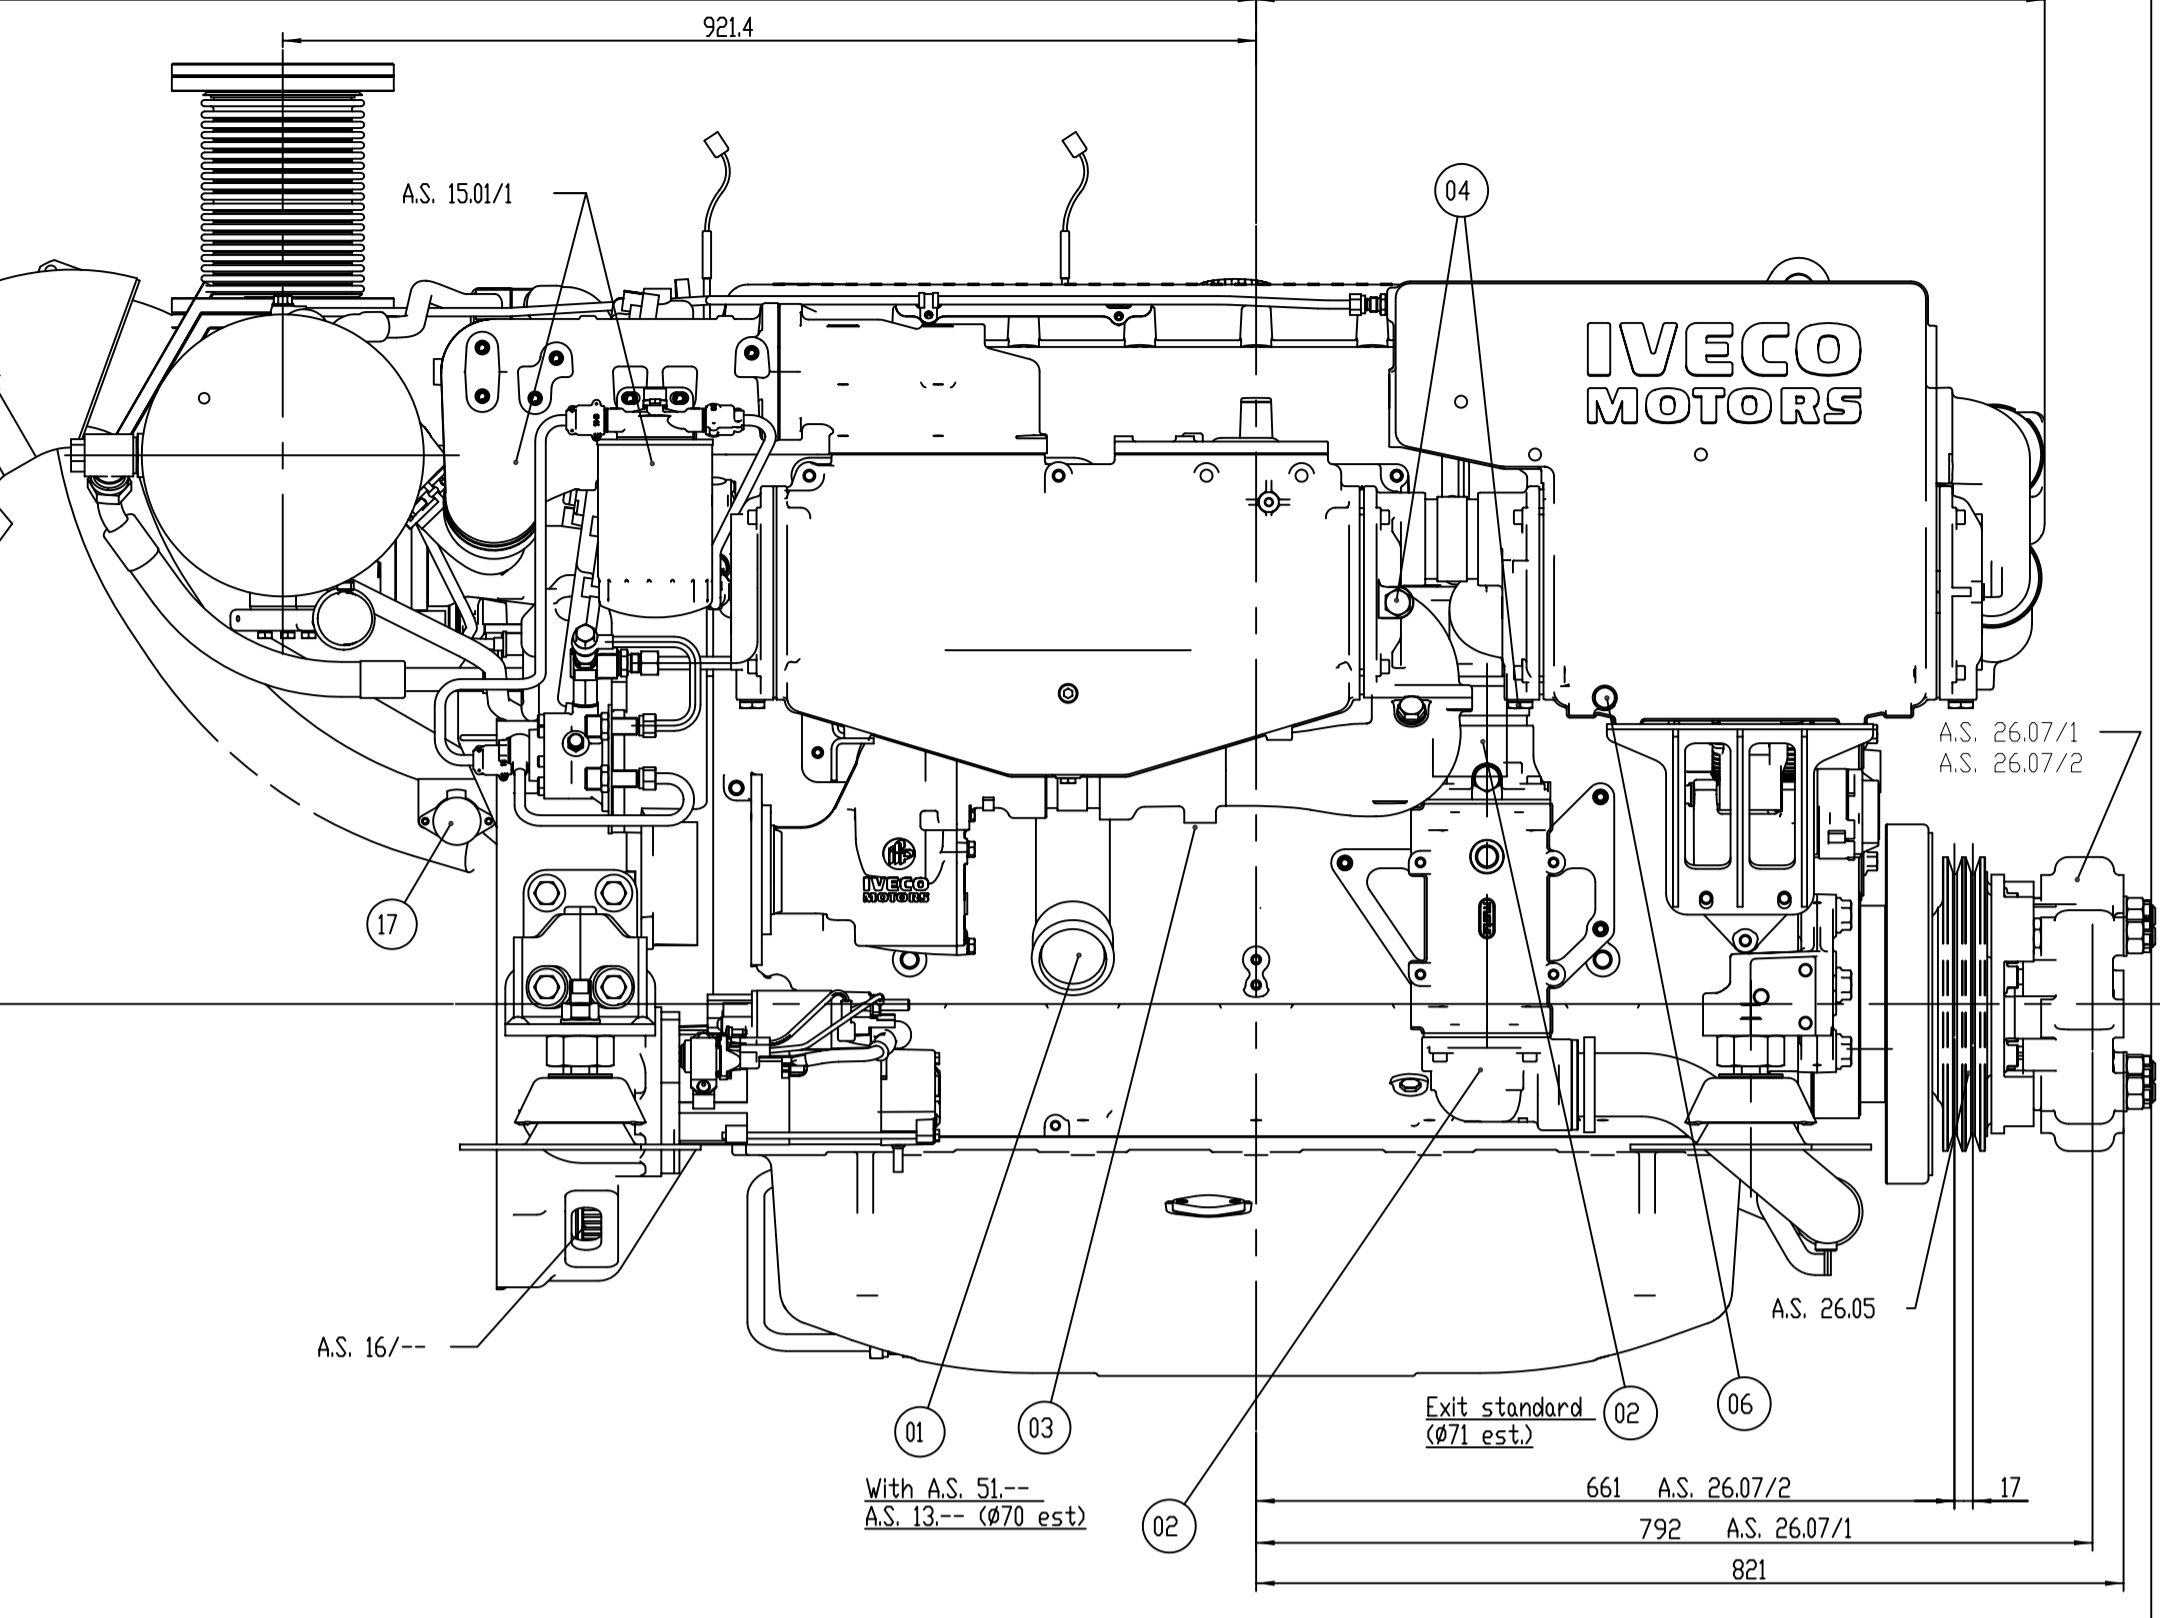 921.4
A.S. 15.01/1
04
IVECO
MOTORS
A.S. 26.07/1
A.S. 26.07/2
17
IVECO
MOTORS
A.S. 26.05
A.S. 16/--
01
03
Exit standard
(Ø71 est.)
02
06
With A.S. 51.--
A.S. 13.-- (Ø70 est)
02
661 A.S. 26.07/2
17
792 A.S. 26.07/1
821